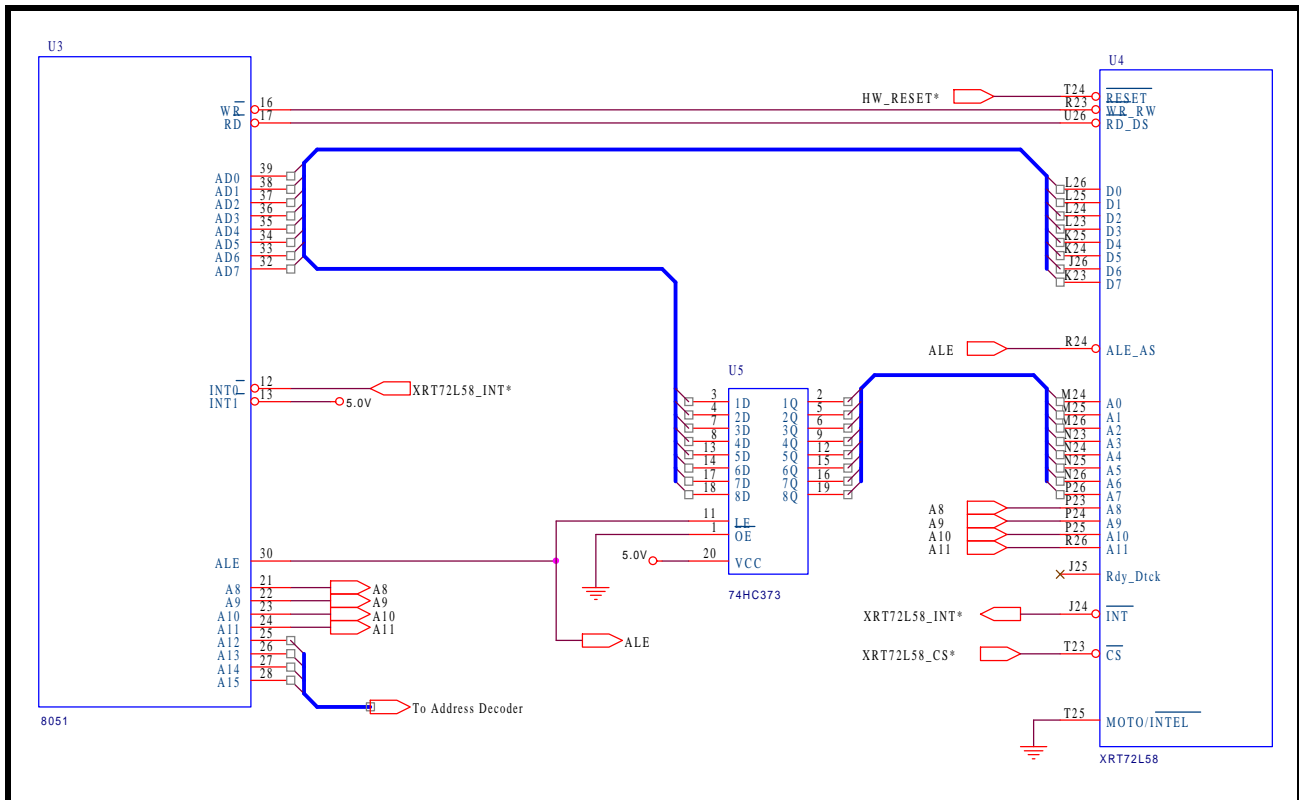 U3
U4
HW_RESET*
T24 RESET
WR 16
R23 WR_RW
RD 17
U26 RD_DS
AD0 39
AD1 38
AD2 37
AD3 36
AD4 35
AD5 34
AD6 33
AD7 32
L26 D0
L25 D1
L24 D2
L23 D3
K25 D4
K24 D5
J26 D6
K23 D7
ALE R24 ALE_AS
INT0 12 XRT72L58_INT*
INT1 13 5.0V
U5
3 1D 1Q 2
4 2D 2Q 5
7 3D 3Q 6
8 4D 4Q 9
13 5D 5Q 12
14 6D 6Q 15
17 7D 7Q 16
18 8D 8Q 19
11 LE
1 OE
5.0V 20 VCC
74HC373
M24 A0
M25 A1
M26 A2
N23 A3
N24 A4
N25 A5
N26 A6
P26 A7
A8 P23 A8
A9 P24 A9
A10 P25 A10
A11 R26 A11
J25 Rdy_Dtck
XRT72L58_INT* J24 INT
XRT72L58_CS* T23 CS
T25 MOTO/INTEL
XRT72L58
ALE 30
ALE
A8 21 A8
A9 22 A9
A10 23 A10
A11 24 A11
A12 25
A13 26
A14 27
A15 28
To Address Decoder
8051